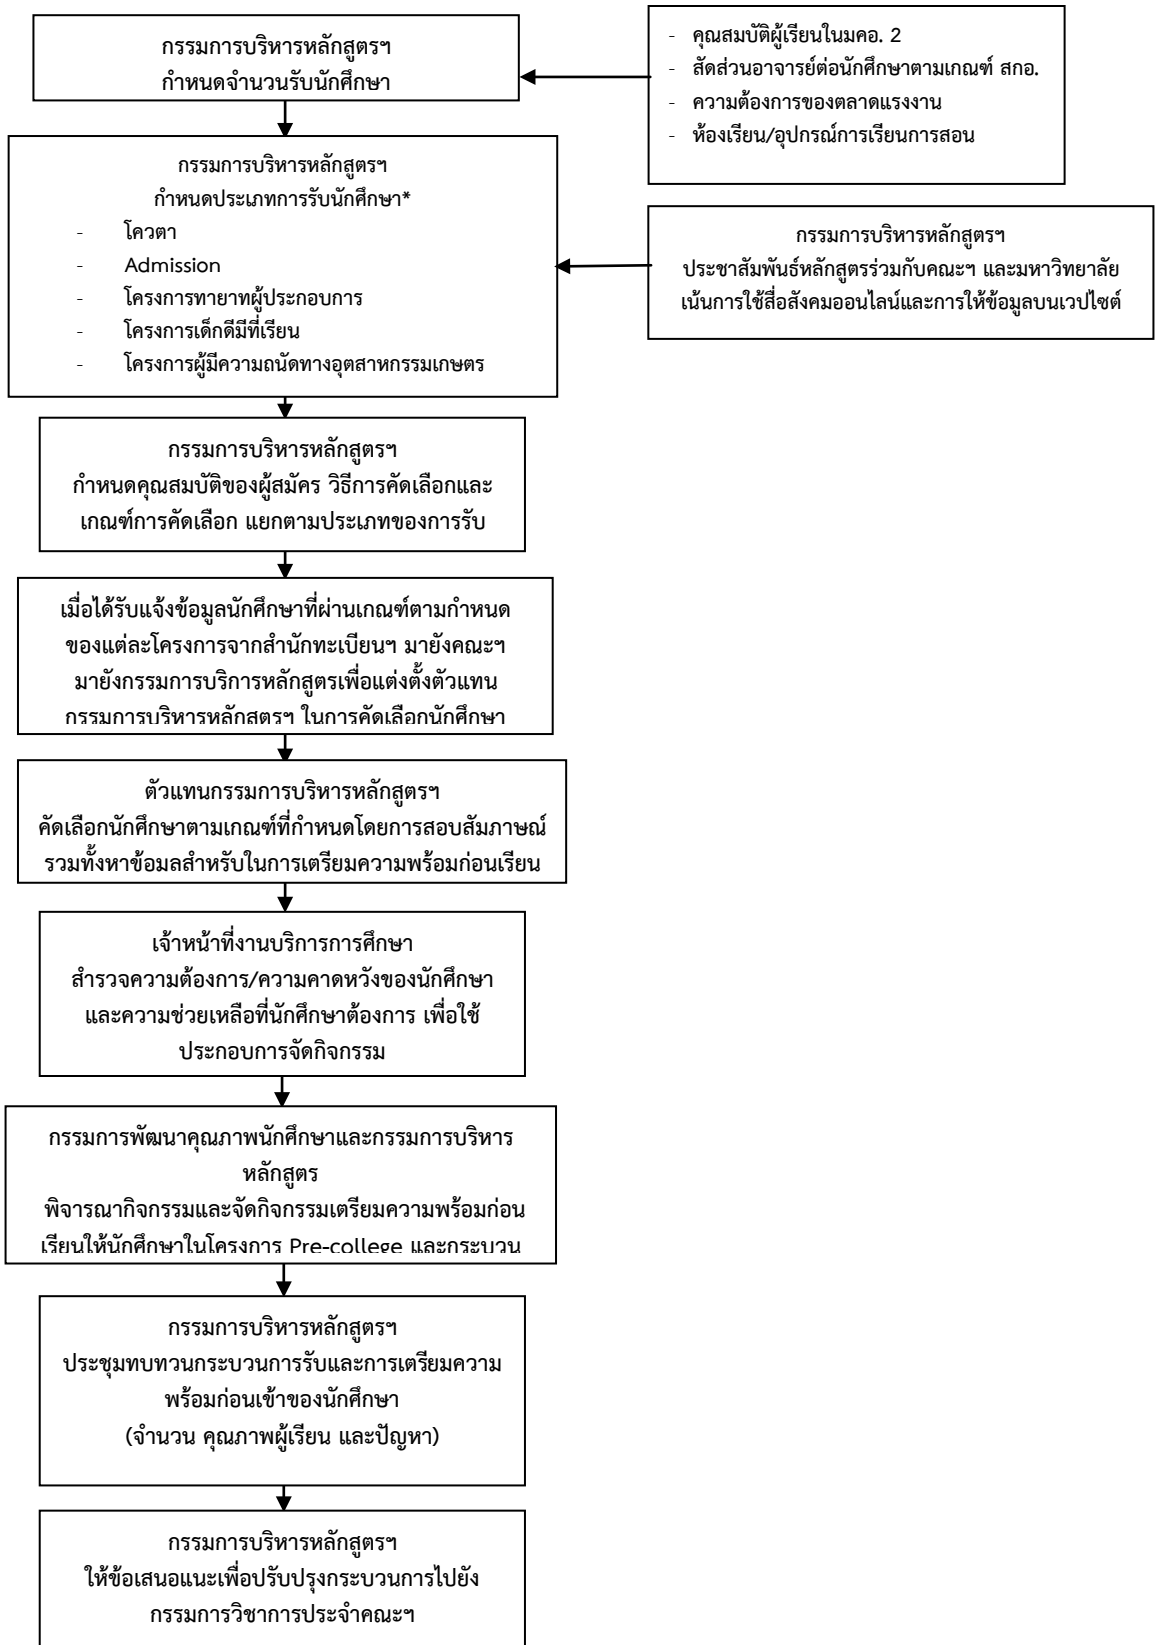 กรรมการบริหารหลักสูตรฯ
กำหนดจำนวนรับนักศึกษา
- คุณสมบัติผู้เรียนในมคอ. 2
- สัดส่วนอาจารย์ต่อนักศึกษาตามเกณฑ์ สกอ.
- ความต้องการของตลาดแรงงาน
- ห้องเรียน/อุปกรณ์การเรียนการสอน
กรรมการบริหารหลักสูตรฯ
กำหนดประเภทการรับนักศึกษา*
- โควตา
- Admission
- โครงการทายาทผู้ประกอบการ
- โครงการเด็กดีมีที่เรียน
- โครงการผู้มีความถนัดทางอุตสาหกรรมเกษตร
กรรมการบริหารหลักสูตรฯ
ประชาสัมพันธ์หลักสูตรร่วมกับคณะฯ และมหาวิทยาลัย
เน้นการใช้สื่อสังคมออนไลน์และการให้ข้อมูลบนเวปไซต์
กรรมการบริหารหลักสูตรฯ
กำหนดคุณสมบัติของผู้สมัคร วิธีการคัดเลือกและ
เกณฑ์การคัดเลือก แยกตามประเภทของการรับ
เมื่อได้รับแจ้งข้อมูลนักศึกษาที่ผ่านเกณฑ์ตามกำหนด
ของแต่ละโครงการจากสำนักทะเบียนฯ มายังคณะฯ
มายังกรรมการบริการหลักสูตรเพื่อแต่งตั้งตัวแทน
กรรมการบริหารหลักสูตรฯ ในการคัดเลือกนักศึกษา
ตัวแทนกรรมการบริหารหลักสูตรฯ
คัดเลือกนักศึกษาตามเกณฑ์ที่กำหนดโดยการสอบสัมภาษณ์
รวมทั้งหาข้อมูลสำหรับในการเตรียมความพร้อมก่อนเรียน
เจ้าหน้าที่งานบริการการศึกษา
สำรวจความต้องการ/ความคาดหวังของนักศึกษา
และความช่วยเหลือที่นักศึกษาต้องการ เพื่อใช้
ประกอบการจัดกิจกรรม
กรรมการพัฒนาคุณภาพนักศึกษาและกรรมการบริหาร
หลักสูตร
พิจารณากิจกรรมและจัดกิจกรรมเตรียมความพร้อมก่อน
เรียนให้นักศึกษาในโครงการ Pre-college และกระบวน
กรรมการบริหารหลักสูตรฯ
ประชุมทบทวนกระบวนการรับและการเตรียมความ
พร้อมก่อนเข้าของนักศึกษา
(จำนวน คุณภาพผู้เรียน และปัญหา)
กรรมการบริหารหลักสูตรฯ
ให้ข้อเสนอแนะเพื่อปรับปรุงกระบวนการไปยัง
กรรมการวิชาการประจำคณะฯ